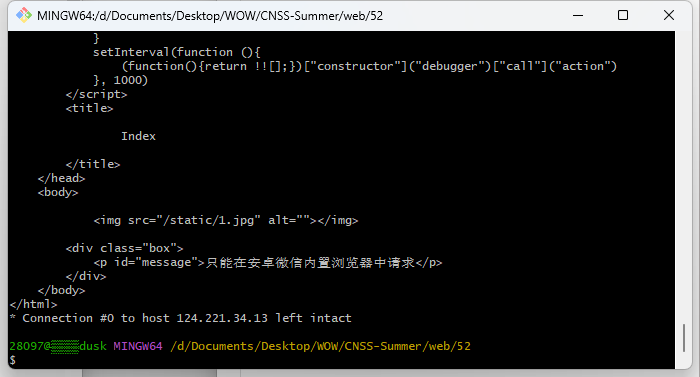 MINGW64:/d/Documents/Desktop/WOW/CNSS-Summer/web/52
}
setInterval(function (){
(function(){return !![];})["constructor"]("debugger")["call"]("action")
}, 1000)
</script>
<title>
Index
</title>
</head>
<body>
<img src="/static/1.jpg" alt=""></img>
<div class="box">
<p id="message">只能在安卓微信内置浏览器中请求</p>
</div>
</body>
</html>
* Connection #0 to host 124.221.34.13 left intact
28097@▒▒▒▒dusk MINGW64 /d/Documents/Desktop/WOW/CNSS-Summer/web/52
$